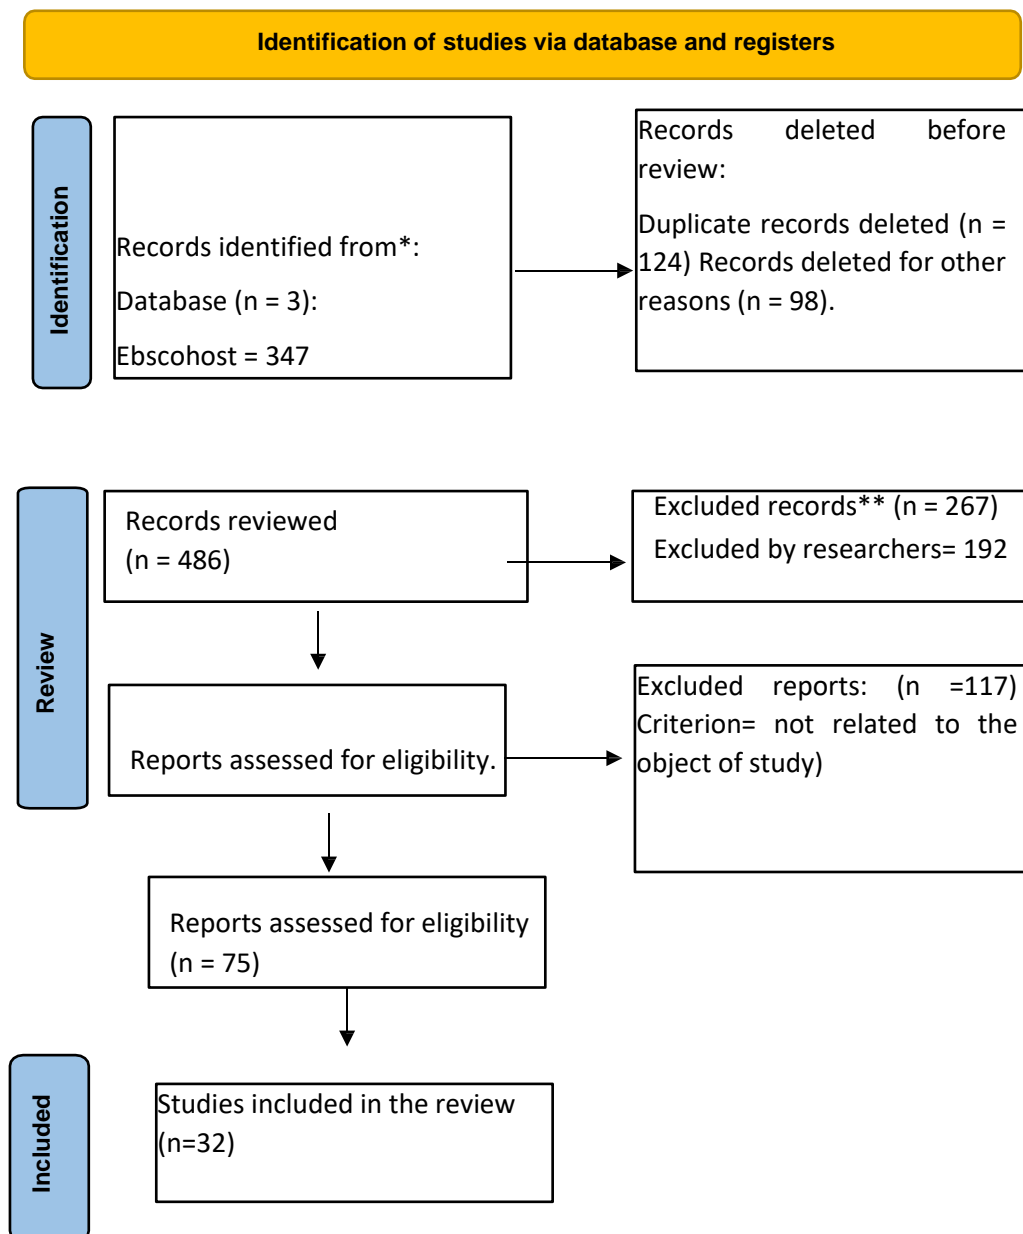 Identification of studies via database and registers
Identification
Records identified from*:
Database (n = 3):
Ebscohost = 347
Records deleted before
review:
Duplicate records deleted (n =
124) Records deleted for other
reasons (n = 98).
Review
Records reviewed
(n = 486)
Excluded records** (n = 267)
Excluded by researchers= 192
Reports assessed for eligibility.
Excluded reports: (n =117)
Criterion= not related to the
object of study)
Reports assessed for eligibility
(n = 75)
Included
Studies included in the review
(n=32)